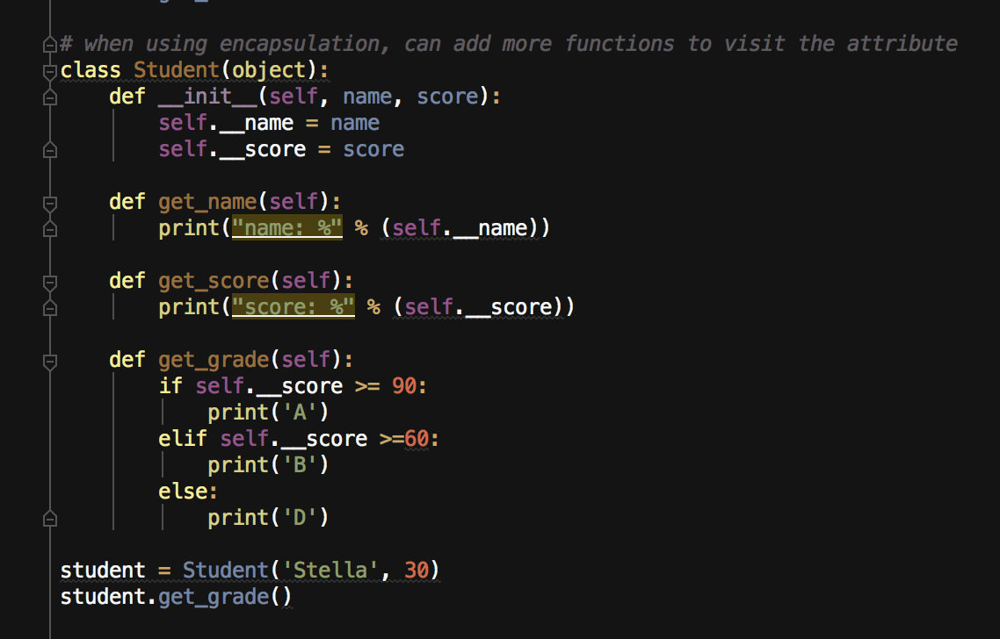 # when using encapsulation, can add more functions to visit the attribute
class Student(object):
    def __init__(self, name, score):
        self.__name = name
        self.__score = score
    def get_name(self):
        print("name: %" % (self.__name))
    def get_score(self):
        print("score: %" % (self.__score))
    def get_grade(self):
        if self.__score >= 90:
            print('A')
        elif self.__score >=60:
            print('B')
        else:
            print('D')
student = Student('Stella', 30)
student.get_grade()